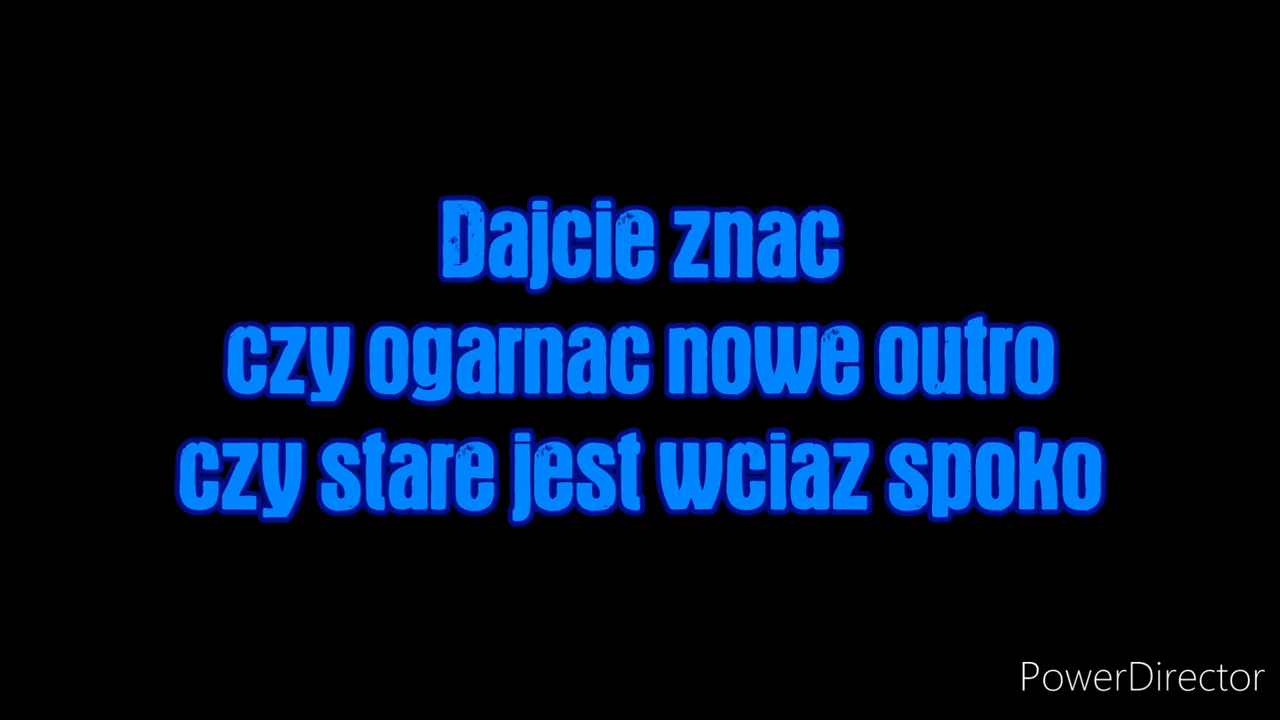 Dajcie znac
czy ogarnac nowe outro
czy stare jest wciaz spoko
PowerDirector